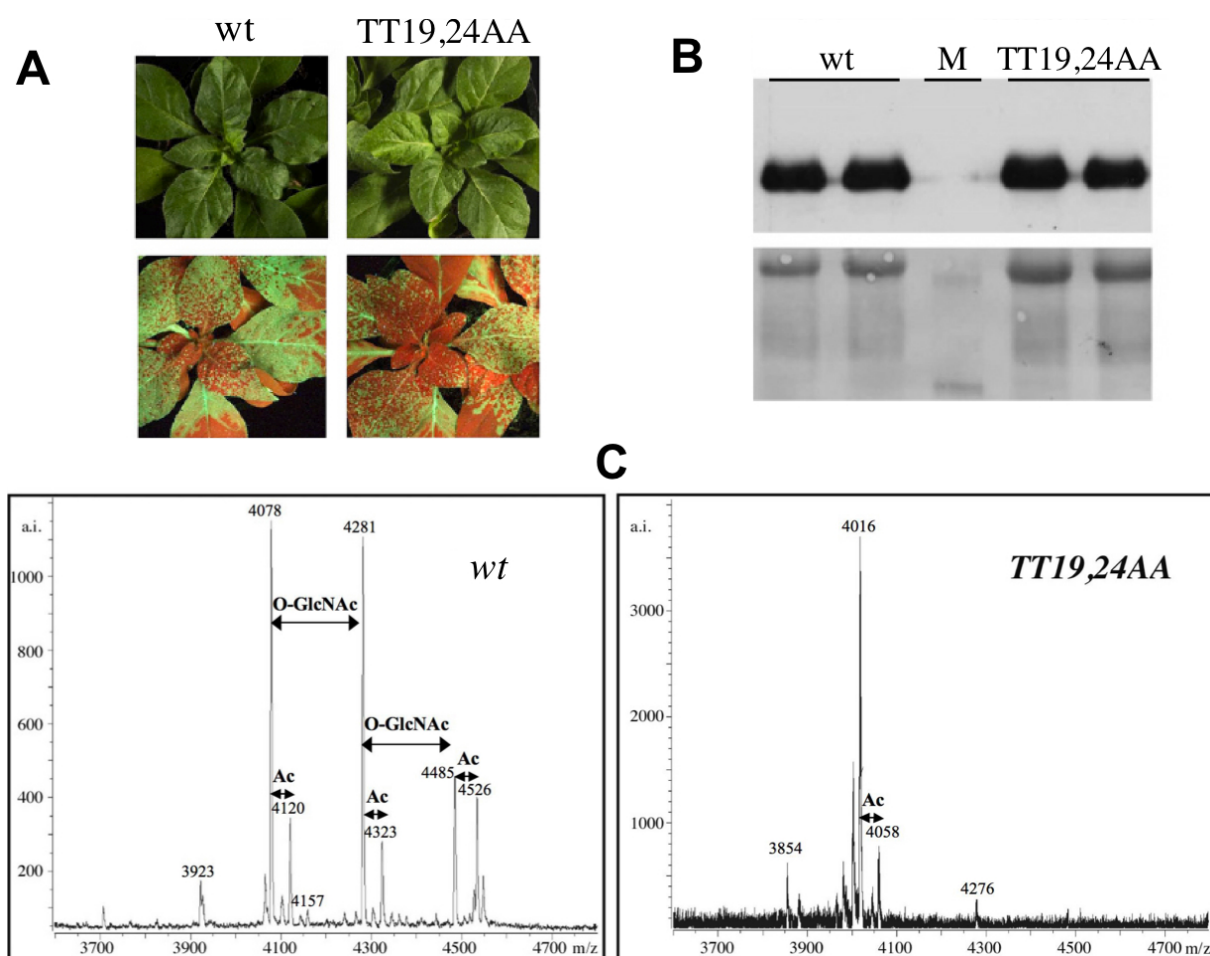 A
wt TT19,24AA
B
wt M TT19,24AA
C
a.i.
1000
800
600
400
200
4078
4281
wt
O-GlcNAc
O-GlcNAc
Ac
4485
4526
Ac
4120
Ac
4323
3923
4157
3700 3900 4100 4300 4500 4700 m/z
a.i.
4016
TT19,24AA
3000
2000
1000
Ac
4058
3854
4276
3700 3900 4100 4300 4500 4700 m/z